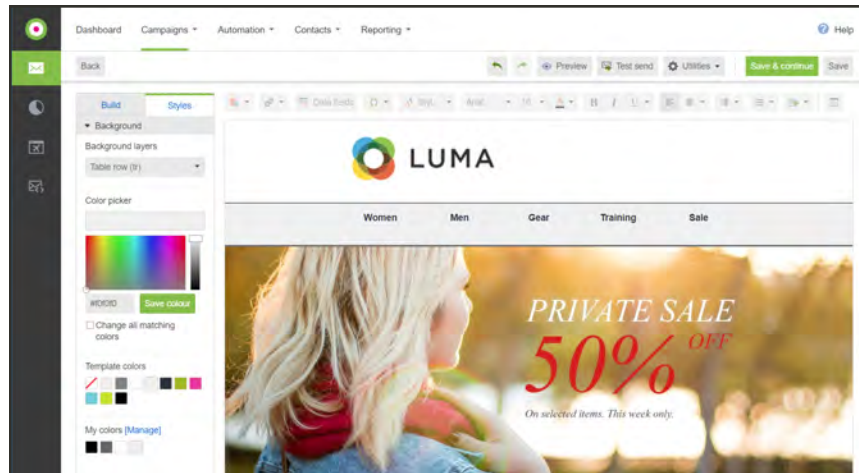 Dashboard Campaigns Automation Contacts Reporting Help
Back Preview Test send Utilities Save & continue Save
Build Styles
Data fields
Background
Background layers
Table row (tr)
Color picker
Save colour
Change all matching
colors
Template colors
My colors [Manage]
LUMA
Women Men Gear Training Sale
PRIVATE SALE
50% OFF
On selected items. This week only.